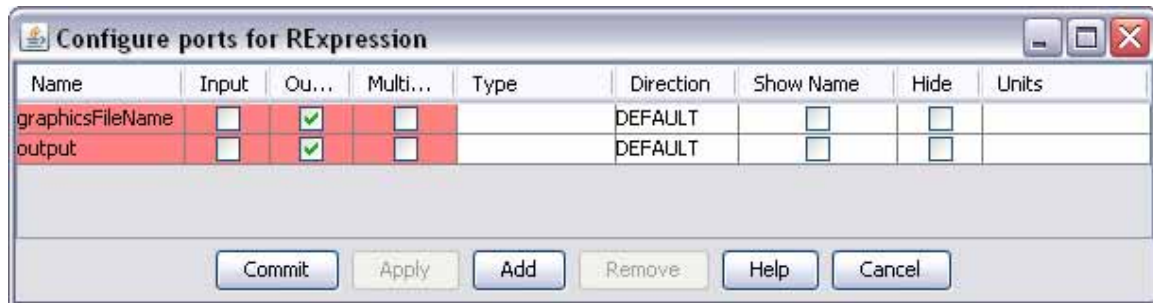 Configure ports for RExpression
Name Input Ou... Multi... Type Direction Show Name Hide Units
graphicsFileName DEFAULT
output DEFAULT
Commit Apply Add Remove Help Cancel